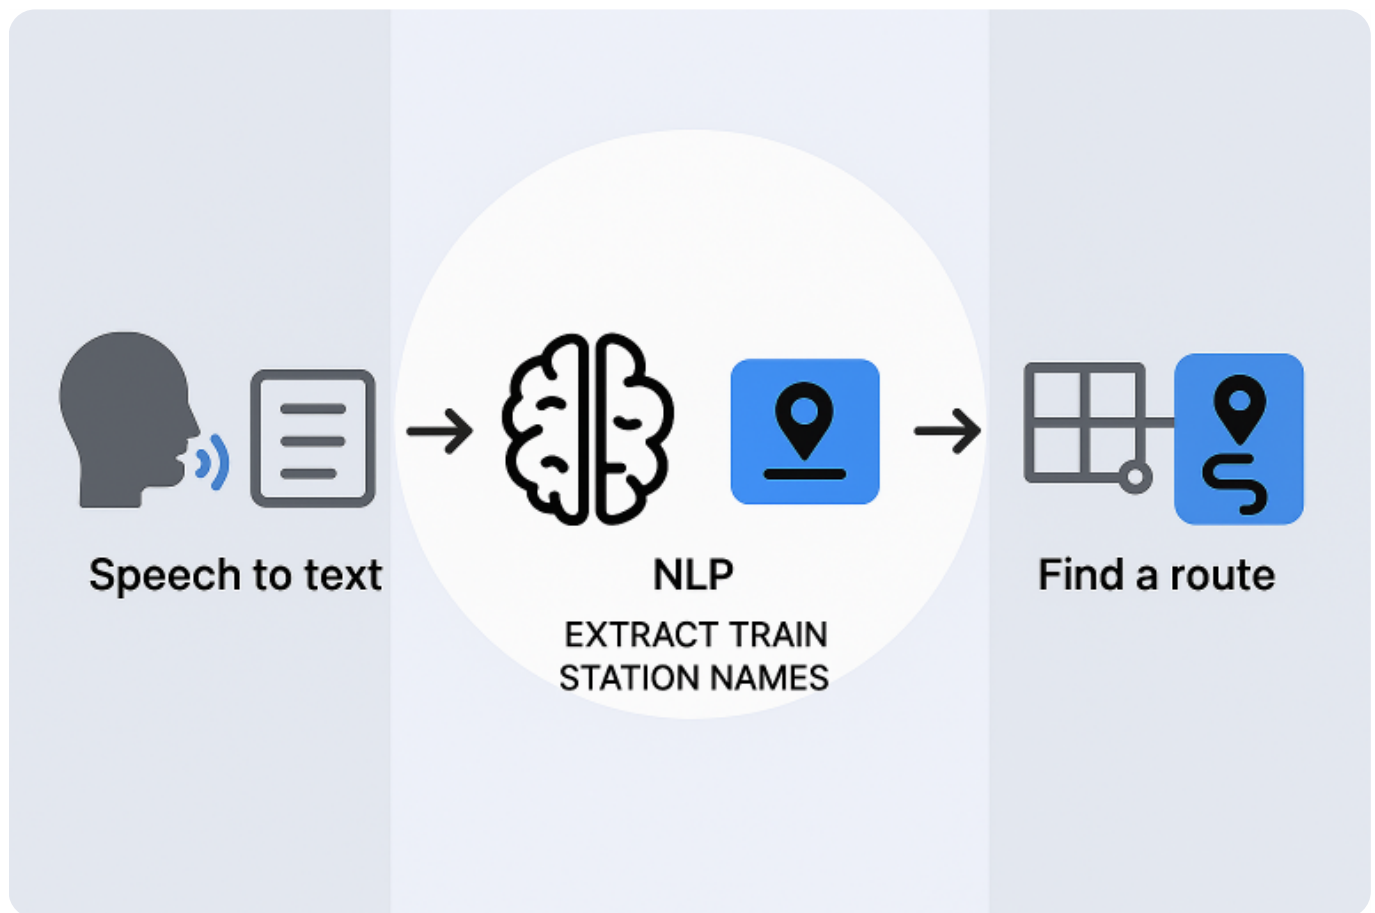 Speech to text
NLP
EXTRACT TRAIN
STATION NAMES
Find a route